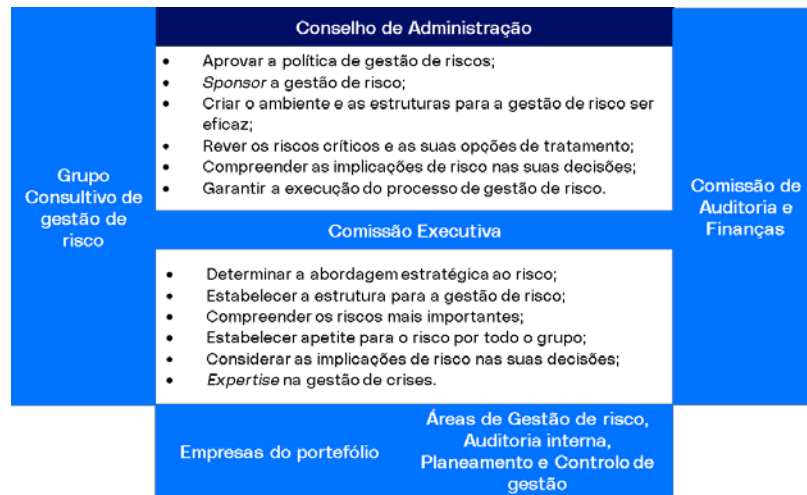 Conselho de Administração
• Aprovar a política de gestão de riscos;
• Sponsor a gestão de risco;
• Criar o ambiente e as estruturas para a gestão de risco ser
eficaz;
• Rever os riscos críticos e as suas opções de tratamento;
• Compreender as implicações de risco nas suas decisões;
• Garantir a execução do processo de gestão de risco.
Grupo
Consultivo de
gestão de
risco
Comissão de
Auditoria e
Finanças
Comissão Executiva
• Determinar a abordagem estratégica ao risco;
• Estabelecer a estrutura para a gestão de risco;
• Compreender os riscos mais importantes;
• Estabelecer apetite para o risco por todo o grupo;
• Considerar as implicações de risco nas suas decisões;
• Expertise na gestão de crises.
Empresas do portefólio
Áreas de Gestão de risco,
Auditoria interna,
Planeamento e Controlo de
gestão